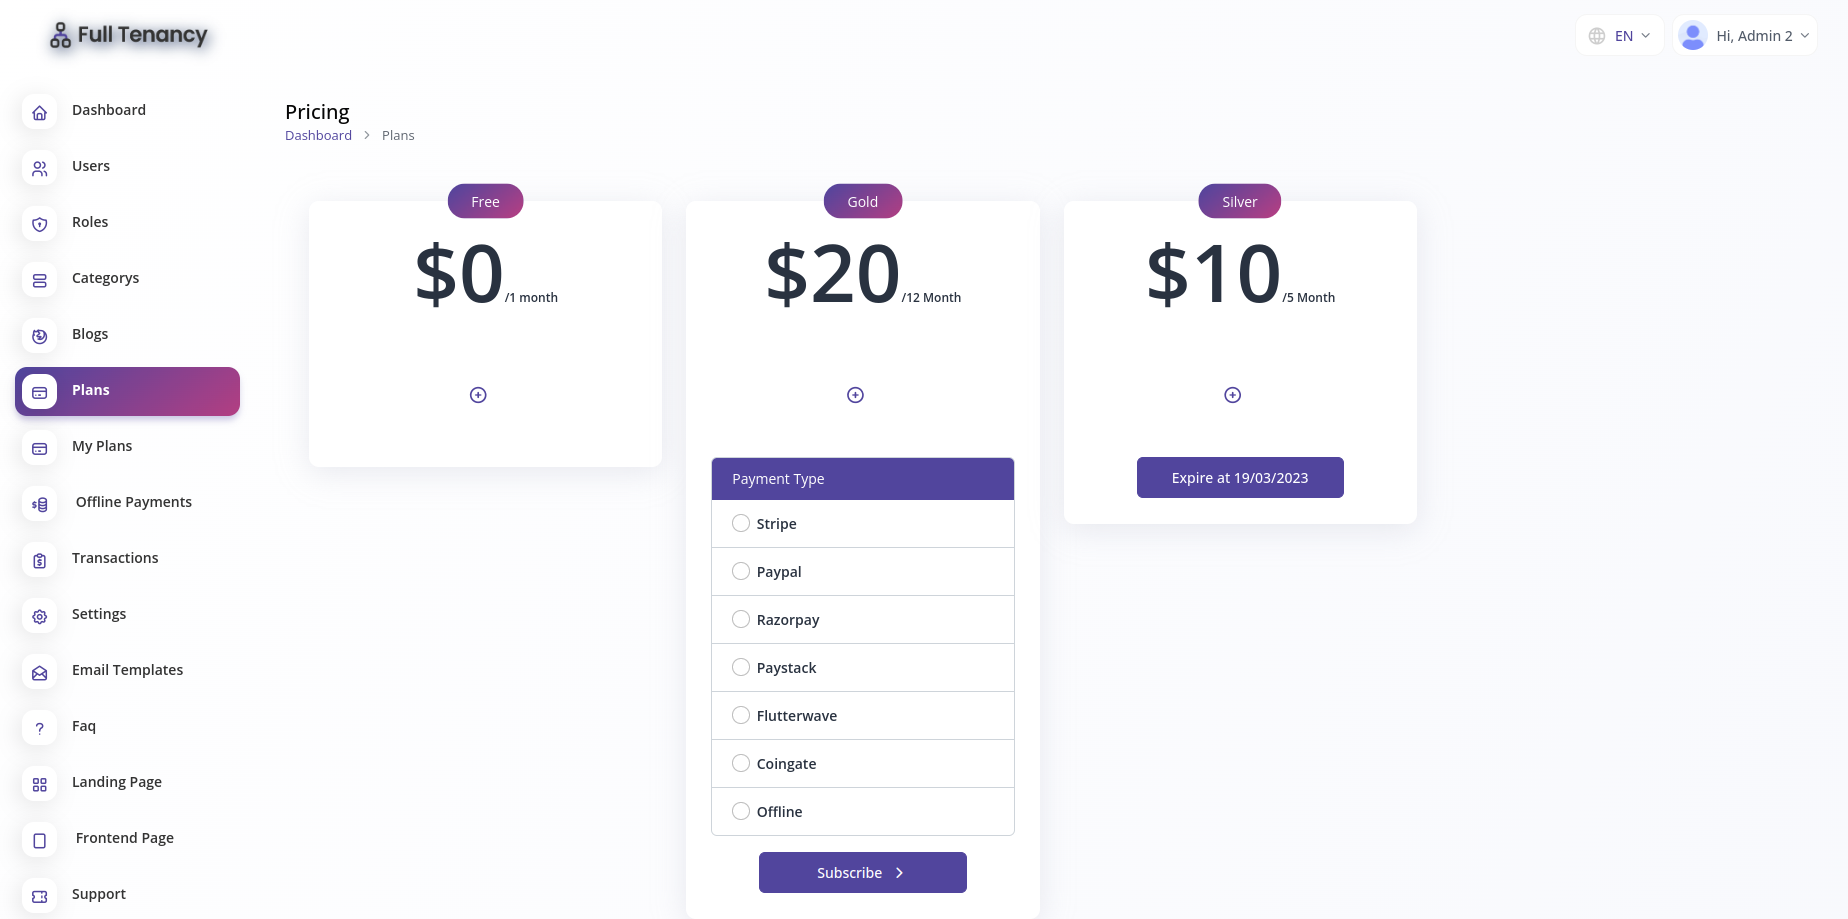 Full Tenancy
EN
Hi, Admin 2
Dashboard
Users
Roles
Categorys
Blogs
Plans
My Plans
Offline Payments
Transactions
Settings
Email Templates
Faq
Landing Page
Frontend Page
Support
Pricing
Dashboard > Plans
Free
$0/1 month
Gold
$20/12 Month
Payment Type
Stripe
Paypal
Razorpay
Paystack
Flutterwave
Coingate
Offline
Subscribe
Silver
$10/5 Month
Expire at 19/03/2023